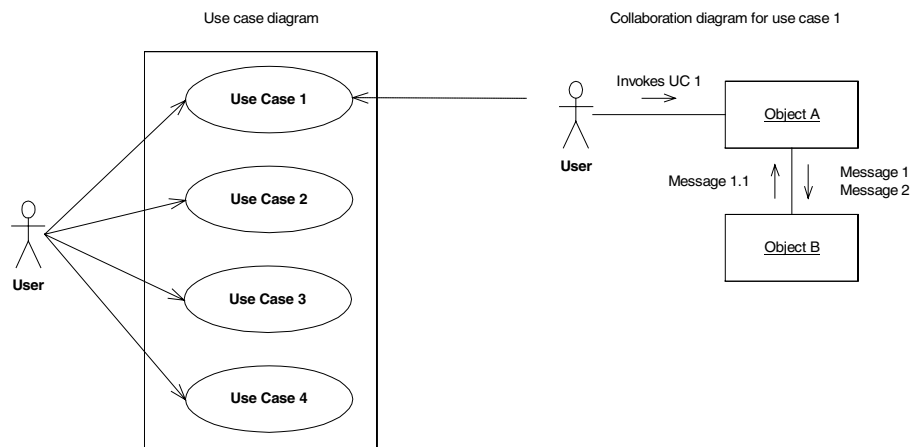 Use case diagram
Collaboration diagram for use case 1
Use Case 1
Use Case 2
Use Case 3
Use Case 4
User
Invokes UC 1
User
Object A
Message 1.1
Message 1
Message 2
Object B